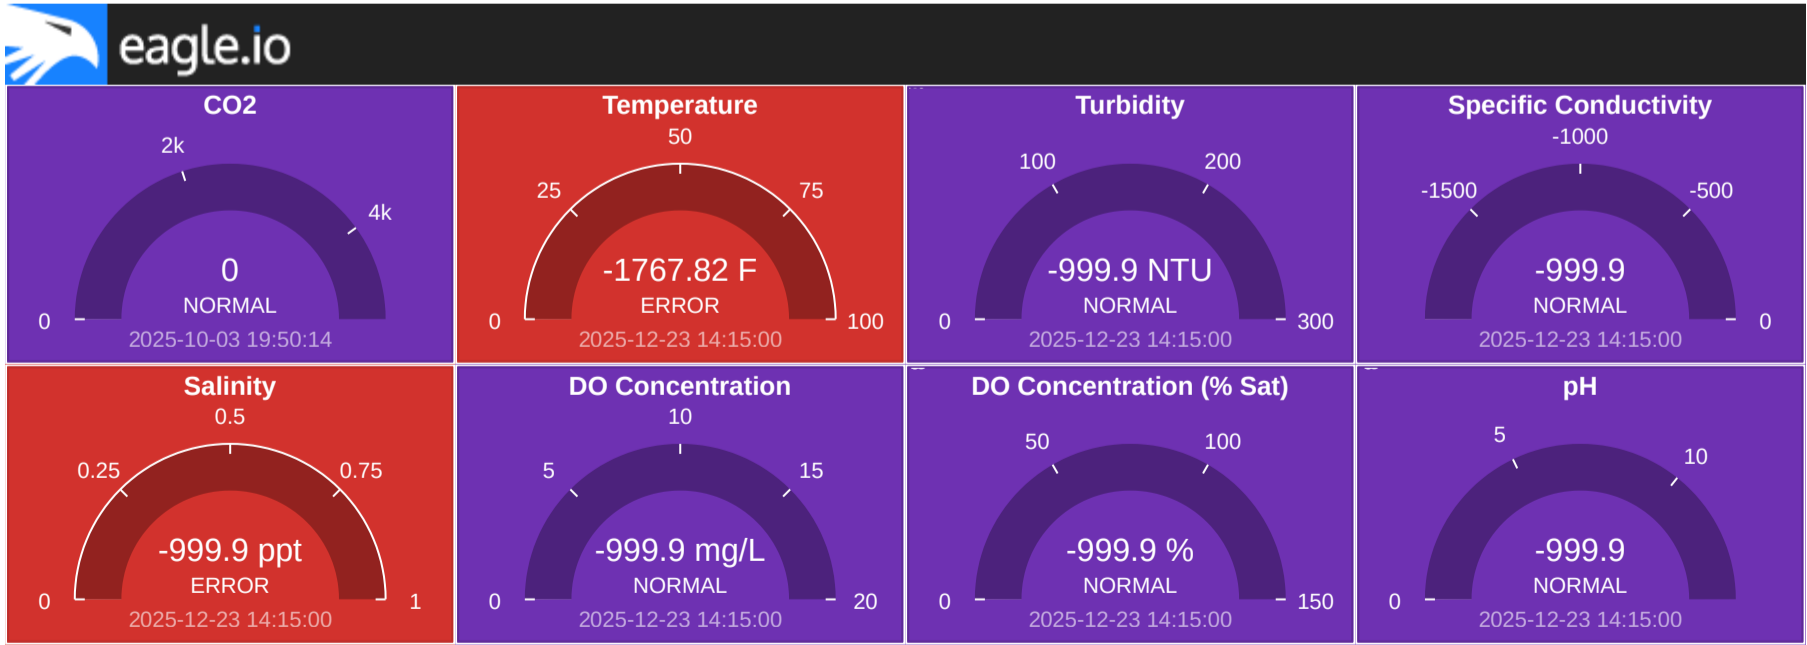 eagle.io
CO2
2k
4k
0
NORMAL
0
2025-10-03 19:50:14
Temperature
50
25
75
-1767.82 F
ERROR
0
100
2025-12-23 14:15:00
Turbidity
100
200
-999.9 NTU
NORMAL
0
300
2025-12-23 14:15:00
Specific Conductivity
-1000
-1500
-500
-999.9
NORMAL
0
2025-12-23 14:15:00
Salinity
0.5
0.25
0.75
-999.9 ppt
ERROR
0
1
2025-12-23 14:15:00
DO Concentration
10
5
15
-999.9 mg/L
NORMAL
0
20
2025-12-23 14:15:00
DO Concentration (% Sat)
50
100
-999.9 %
NORMAL
0
150
2025-12-23 14:15:00
pH
5
10
-999.9
NORMAL
0
2025-12-23 14:15:00